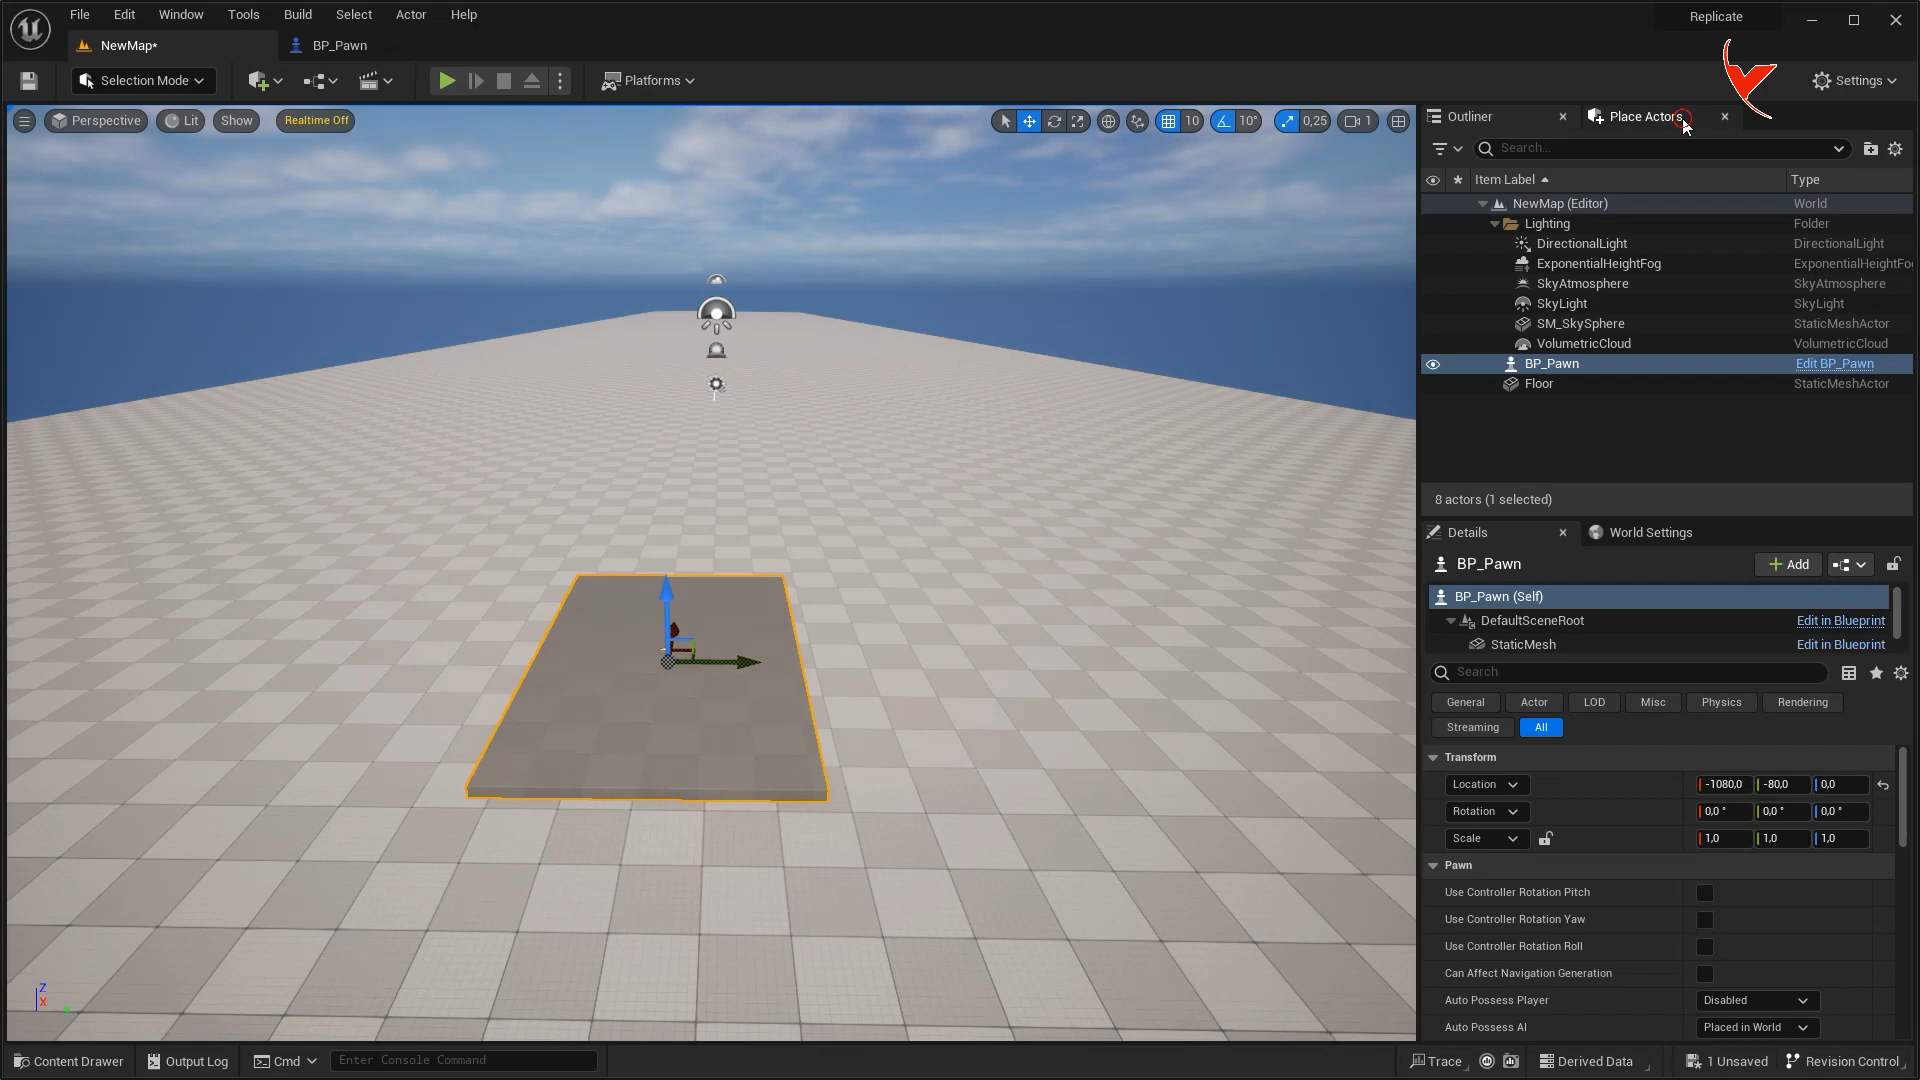 File Edit Window Tools Build Select Actor Help
Replicate
NewMap*
BP_Pawn
Selection Mode
Platforms
Settings
Perspective
Lit
Show
Realtime Off
10
10°
0,25
1
Outliner
Place Actors
Search...
Item Label
Type
NewMap (Editor)
World
Lighting
Folder
DirectionalLight
DirectionalLight
ExponentialHeightFog
ExponentialHeightFo
SkyAtmosphere
SkyAtmosphere
SkyLight
SkyLight
SM_SkySphere
StaticMeshActor
VolumetricCloud
VolumetricCloud
BP_Pawn
Edit BP_Pawn
Floor
StaticMeshActor
8 actors (1 selected)
Details
World Settings
BP_Pawn
Add
BP_Pawn (Self)
DefaultSceneRoot
Edit in Blueprint
StaticMesh
Edit in Blueprint
Search
General
Actor
LOD
Misc
Physics
Rendering
Streaming
All
Transform
Location
-1080,0
-80,0
0,0
Rotation
0,0 °
0,0 °
0,0 °
Scale
1,0
1,0
1,0
Pawn
Use Controller Rotation Pitch
Use Controller Rotation Yaw
Use Controller Rotation Roll
Can Affect Navigation Generation
Auto Possess Player
Disabled
Auto Possess AI
Placed in World
Z
X
Content Drawer
Output Log
Cmd
Enter Console Command
Trace
Derived Data
1 Unsaved
Revision Control